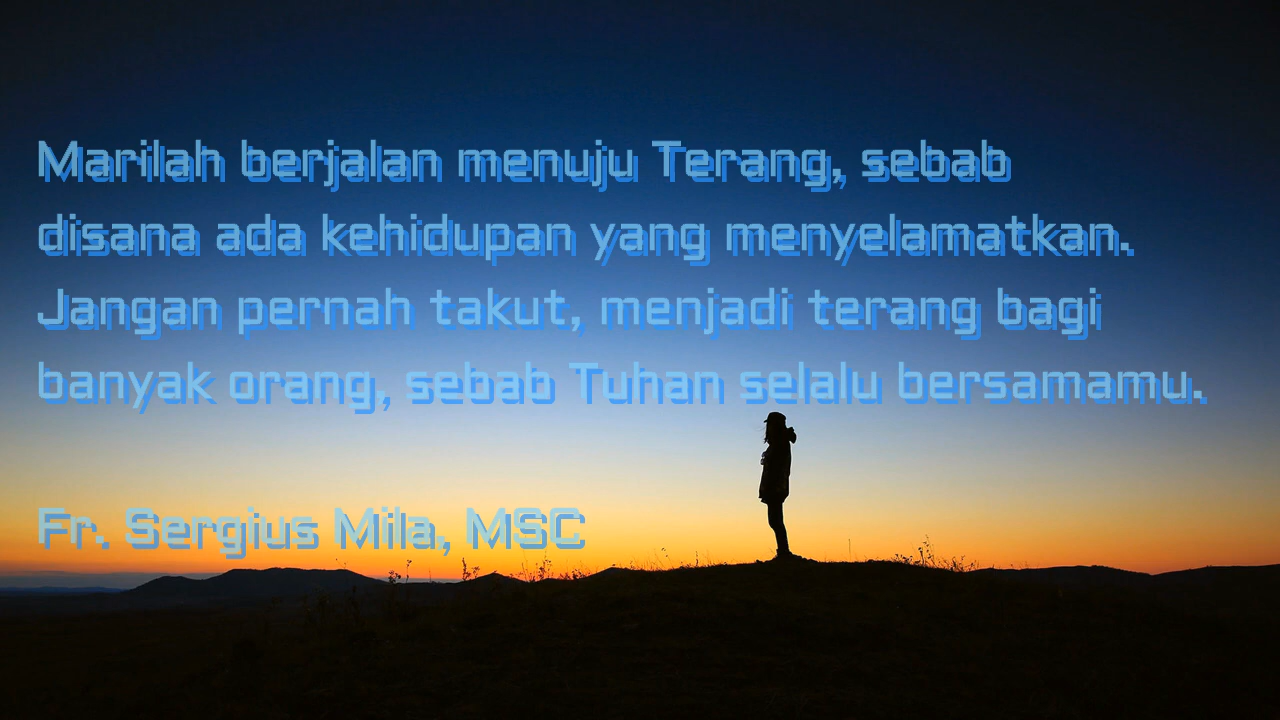 Marilah berjalan menuju Terang, sebab
disana ada kehidupan yang menyelamatkan.
Jangan pernah takut, menjadi terang bagi
banyak orang, sebab Tuhan selalu bersamamu.
Fr. Sergius Mila, MSC